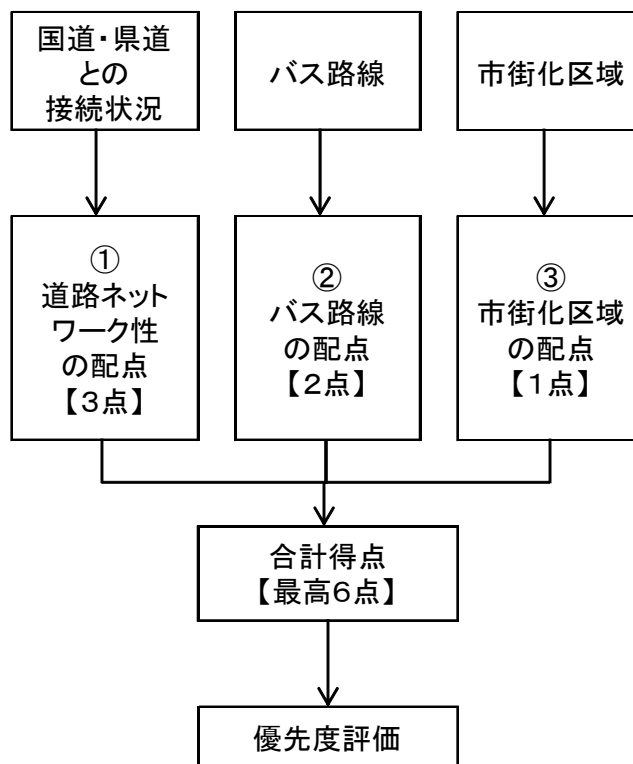 国道・県道
との
接続状況
バス路線
市街化区域
①
道路ネット
ワーク性
の配点
【3点】
②
バス路線
の配点
【2点】
③
市街化区域
の配点
【1点】
合計得点
【最高6点】
優先度評価